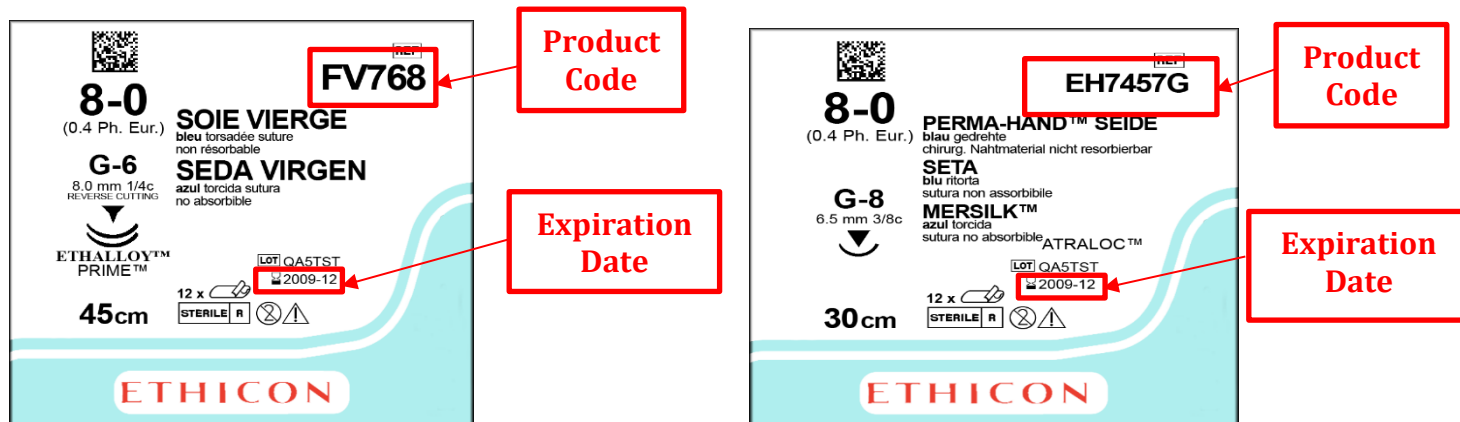 REF
FV768
8-0
(0.4 Ph. Eur.)
SOIE VIERGE
bleu torsadée suture
non résorbable
SEDA VIRGEN
azul torcida sutura
no absorbible
G-6
8.0 mm 1/4c
REVERSE CUTTING
ETHALLOY™
PRIME™
LOT QA5TST
2009-12
12 x
STERILE R
2
45cm
ETHICON
Product
Code
Expiration
Date
REF
EH7457G
8-0
(0.4 Ph. Eur.)
PERMA-HAND™ SEIDE
blau gedrehte
chirurg. Nahtmaterial nicht resorbierbar
SETA
blu ritorta
sutura non assorbibile
MERSILK™
azul torcida
sutura no absorbible
ATRALOC™
G-8
6.5 mm 3/8c
LOT QA5TST
2009-12
12 x
STERILE R
2
30cm
ETHICON
Product
Code
Expiration
Date